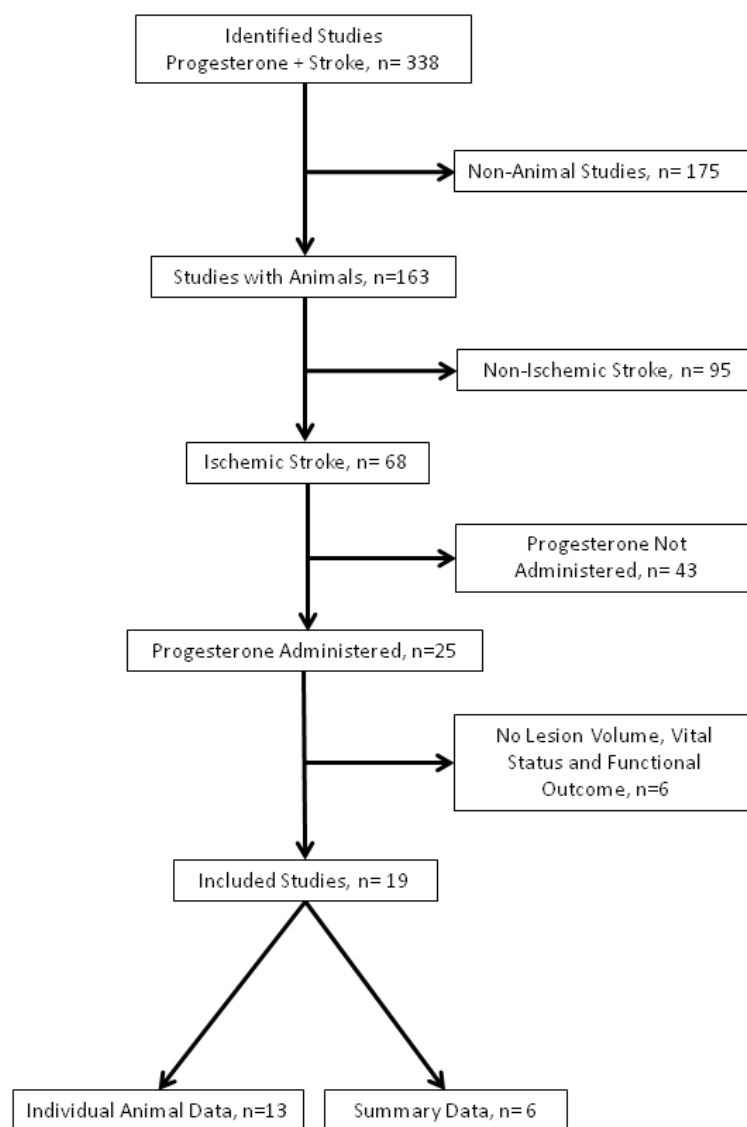 Identified Studies
Progesterone + Stroke, n= 338
Non-Animal Studies, n= 175
Studies with Animals, n=163
Non-Ischemic Stroke, n= 95
Ischemic Stroke, n= 68
Progesterone Not
Administered, n= 43
Progesterone Administered, n=25
No Lesion Volume, Vital
Status and Functional
Outcome, n=6
Included Studies, n= 19
Individual Animal Data, n=13
Summary Data, n= 6